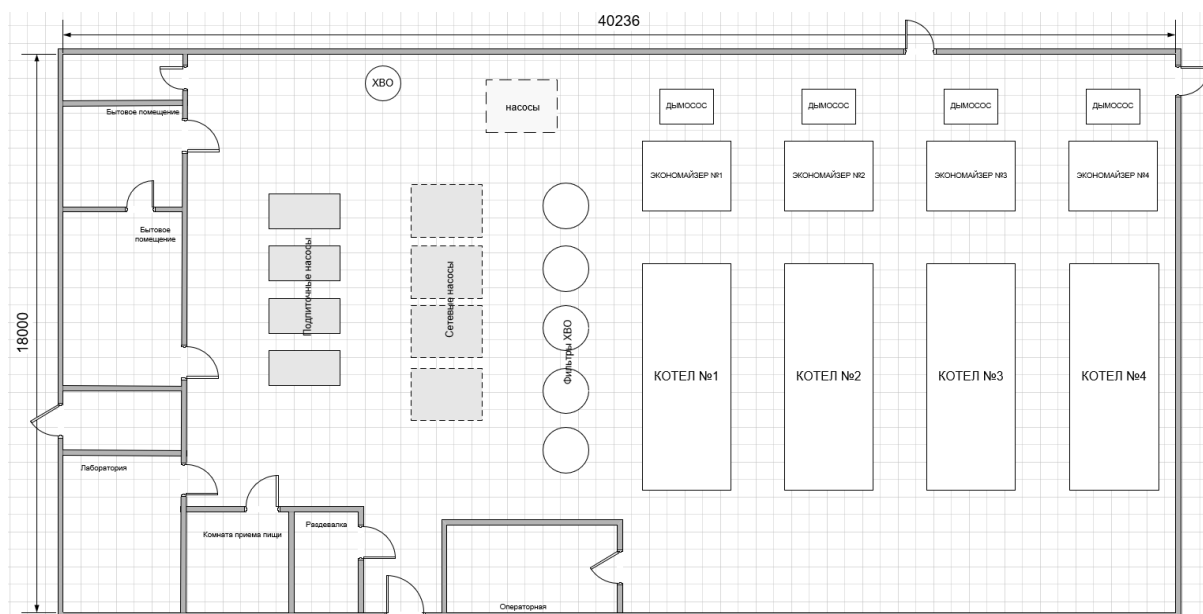 40236
18000
ХВО
насосы
ДЫМОСОС
ДЫМОСОС
ДЫМОСОС
ДЫМОСОС
Бытовое помещение
ЭКОНОМАЙЗЕР №1
ЭКОНОМАЙЗЕР №2
ЭКОНОМАЙЗЕР №3
ЭКОНОМАЙЗЕР №4
Бытовое
помещение
Подпиточные насосы
Сетевые насосы
Фильтры ХВО
КОТЕЛ №1
КОТЕЛ №2
КОТЕЛ №3
КОТЕЛ №4
Лаборатория
Комната приема пищи
Раздевалка
Операторная